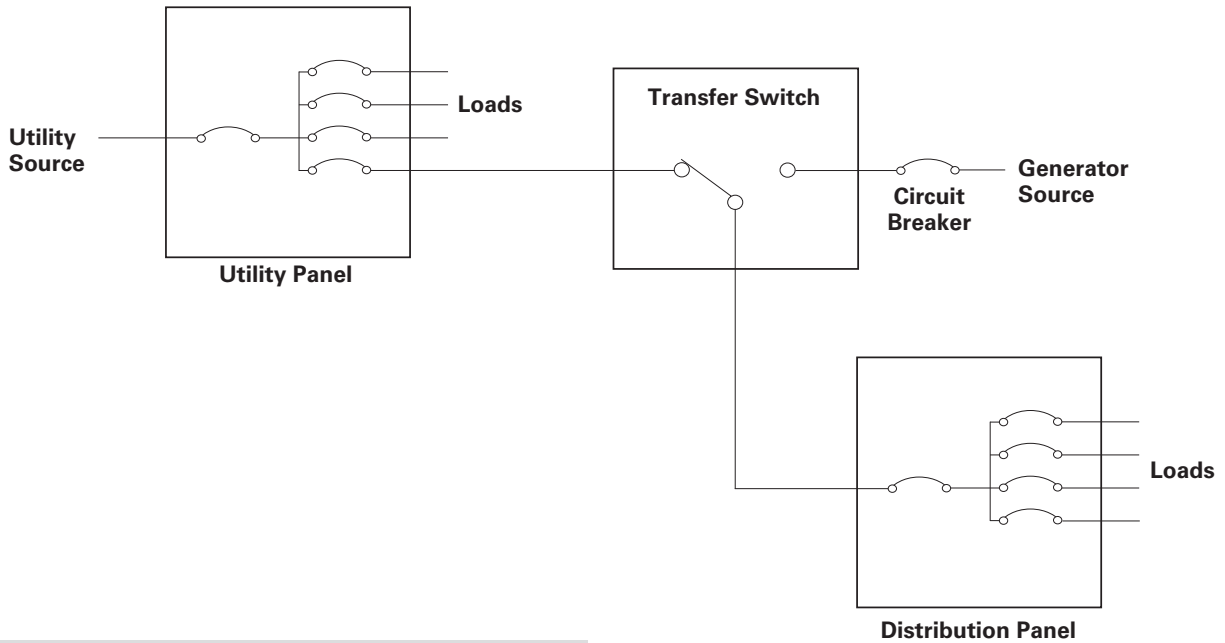 Utility
Source
Loads
Utility Panel
Transfer Switch
Circuit
Breaker
Generator
Source
Loads
Distribution Panel